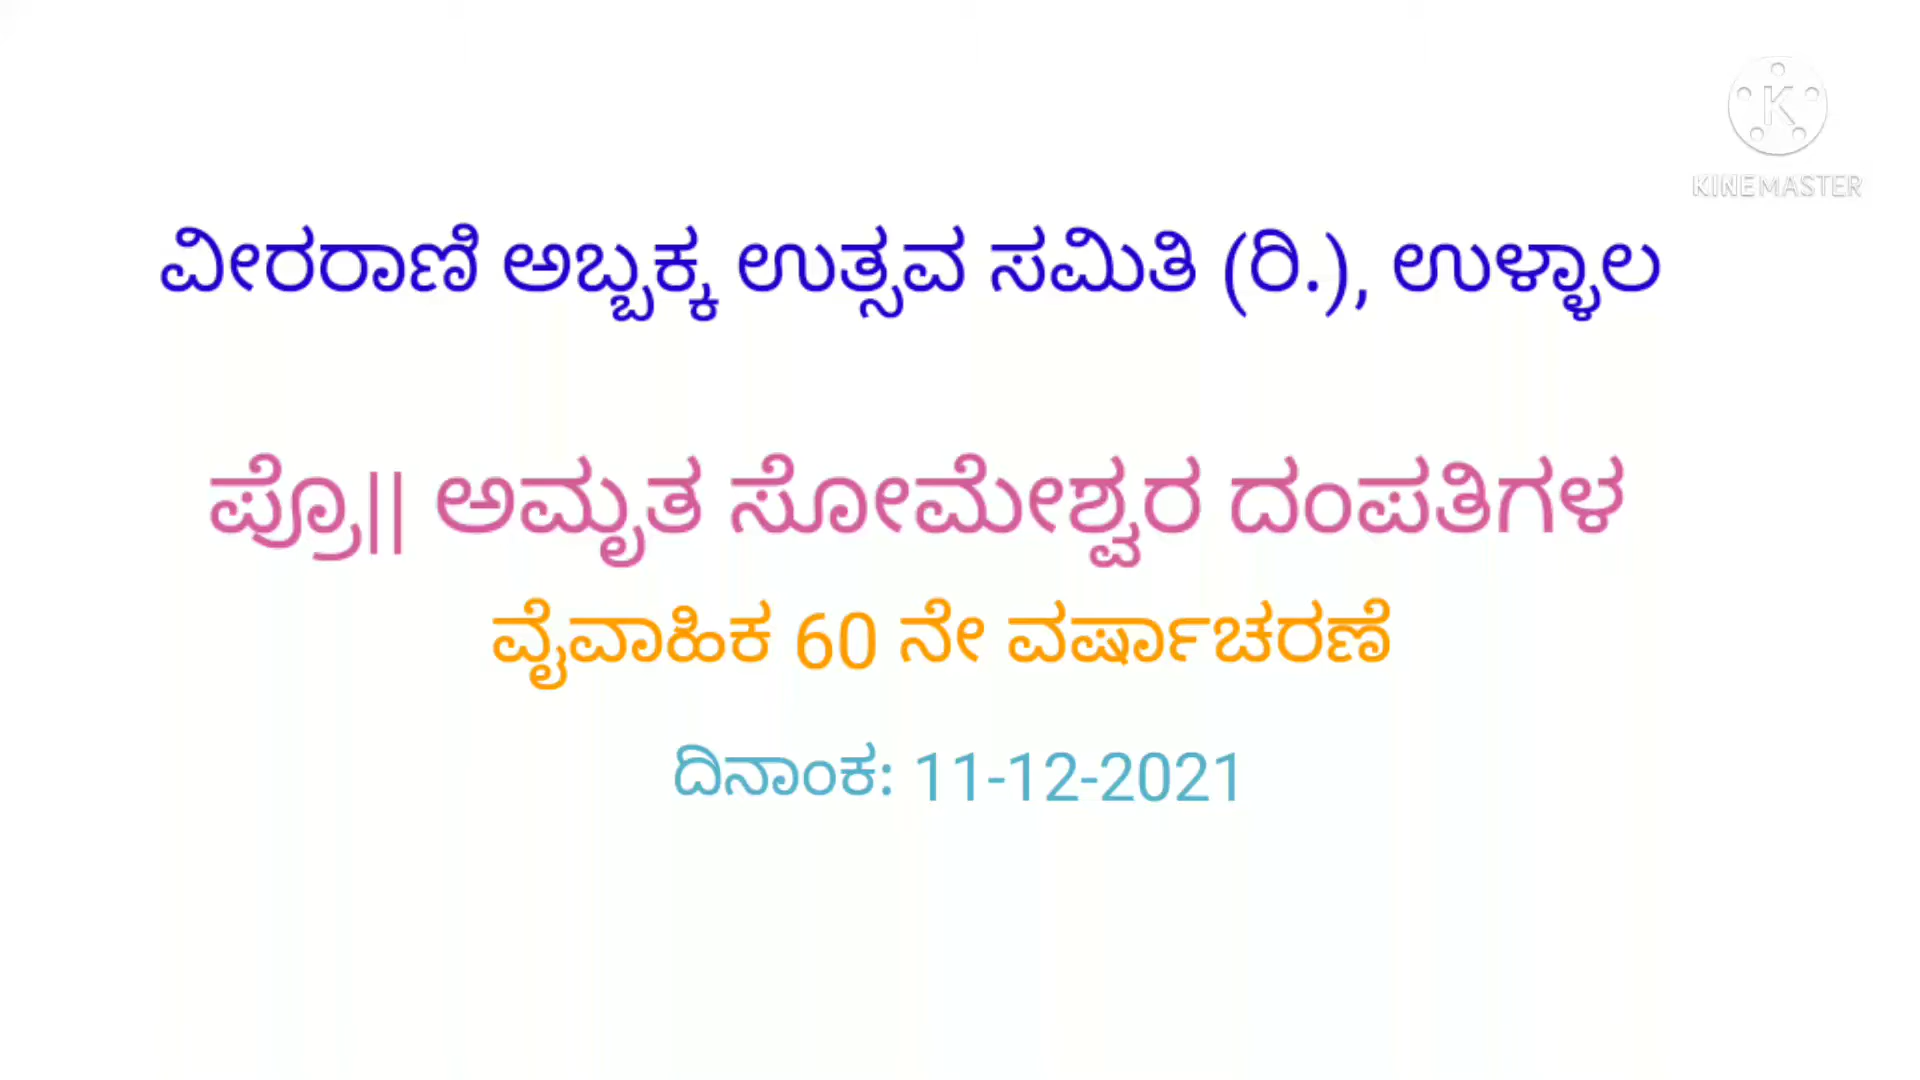 KINEMASTER
ವೀರರಾಣಿ ಅಬ್ಬಕ್ಕ ಉತ್ಸವ ಸಮಿತಿ (ರಿ.), ಉಳ್ಳಾಲ
ಪ್ರೊ|| ಅಮೃತ ಸೋಮೇಶ್ವರ ದಂಪತಿಗಳ
ವೈವಾಹಿಕ 60 ನೇ ವರ್ಷಾಚರಣೆ
ದಿನಾಂಕ: 11-12-2021